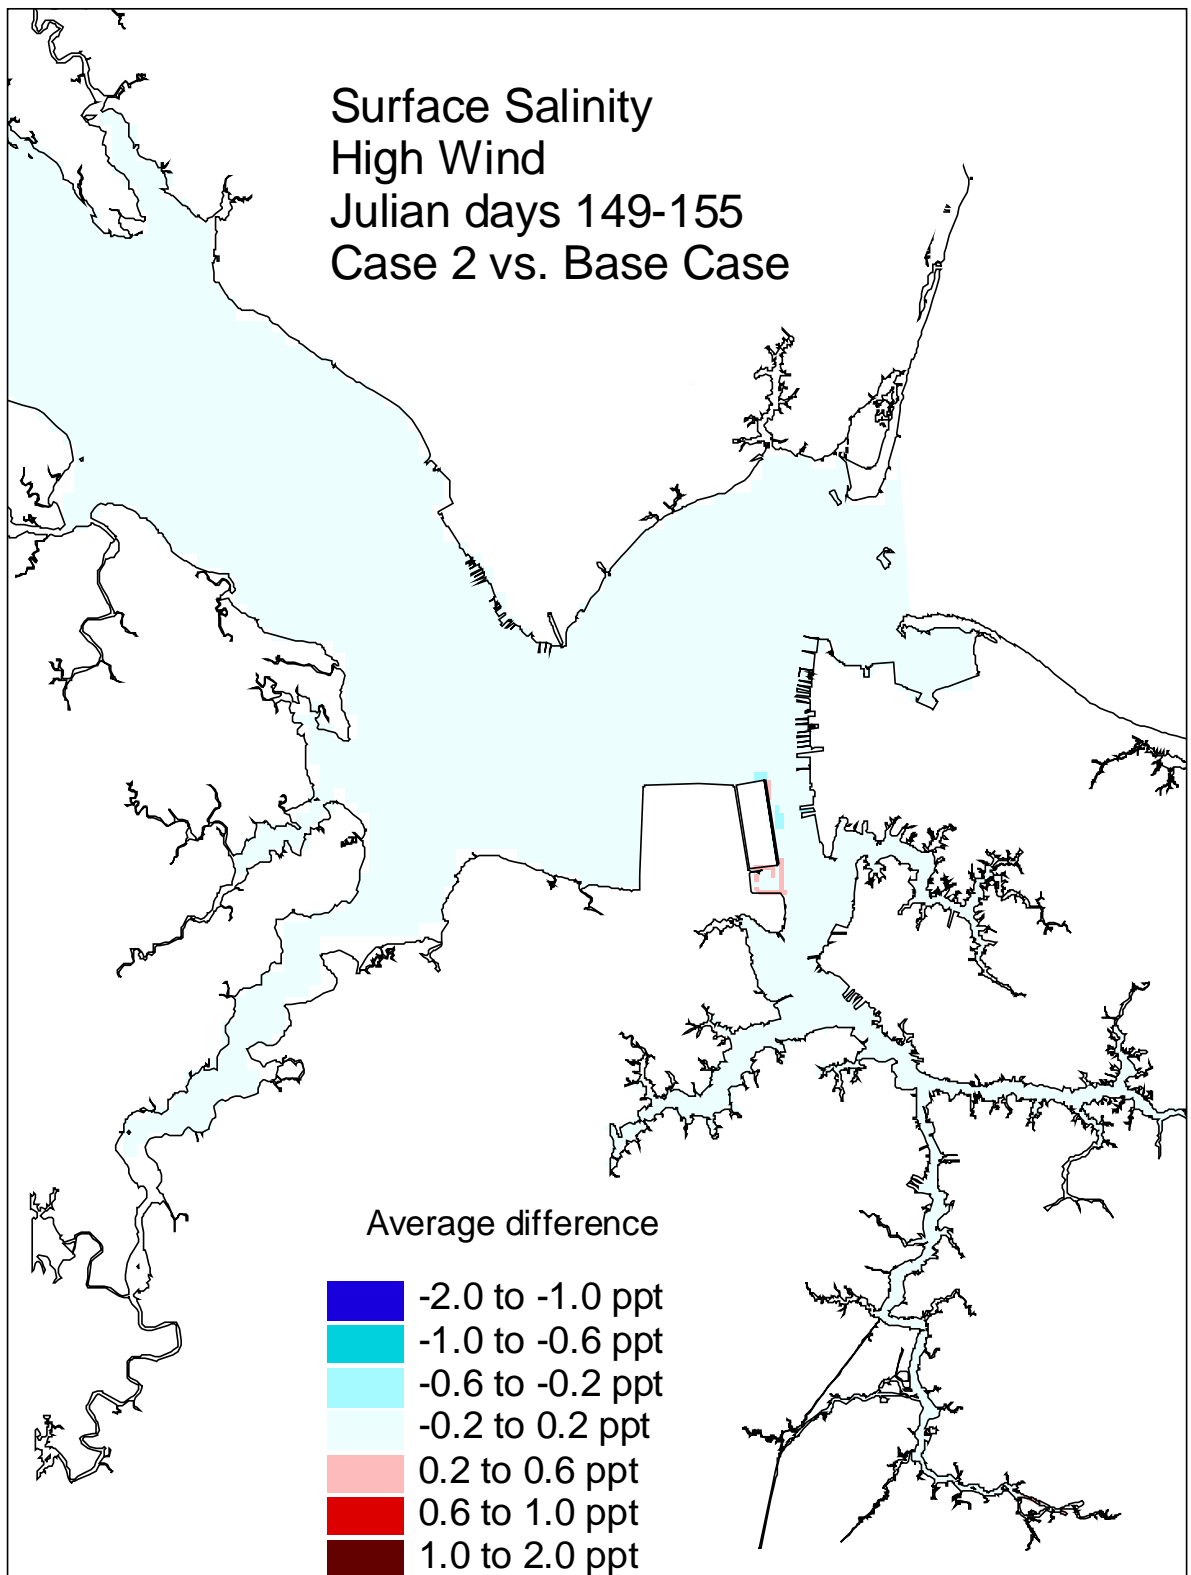 Surface Salinity
High Wind
Julian days 149-155
Case 2 vs. Base Case
Average difference
-2.0 to -1.0 ppt
-1.0 to -0.6 ppt
-0.6 to -0.2 ppt
-0.2 to 0.2 ppt
0.2 to 0.6 ppt
0.6 to 1.0 ppt
1.0 to 2.0 ppt